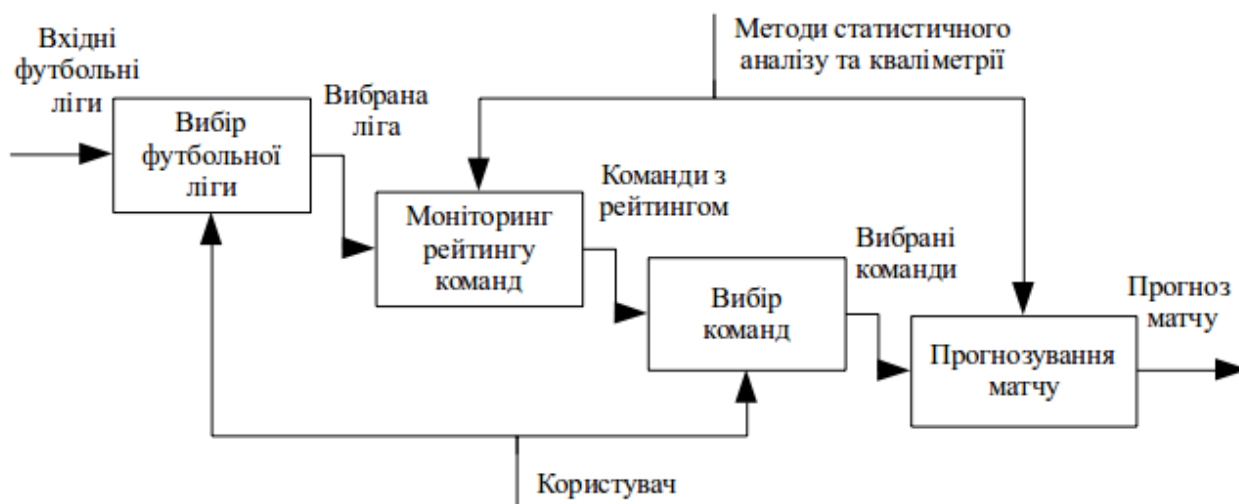 Вхідні
футбольні
ліги
Вибір
футбольної
ліги
Вибрана
ліга
Методи статистичного
аналізу та кваліметрії
Моніторинг
рейтингу
команд
Команди з
рейтингом
Вибір
команд
Вибрані
команди
Прогнозування
матчу
Прогноз
матчу
Користувач